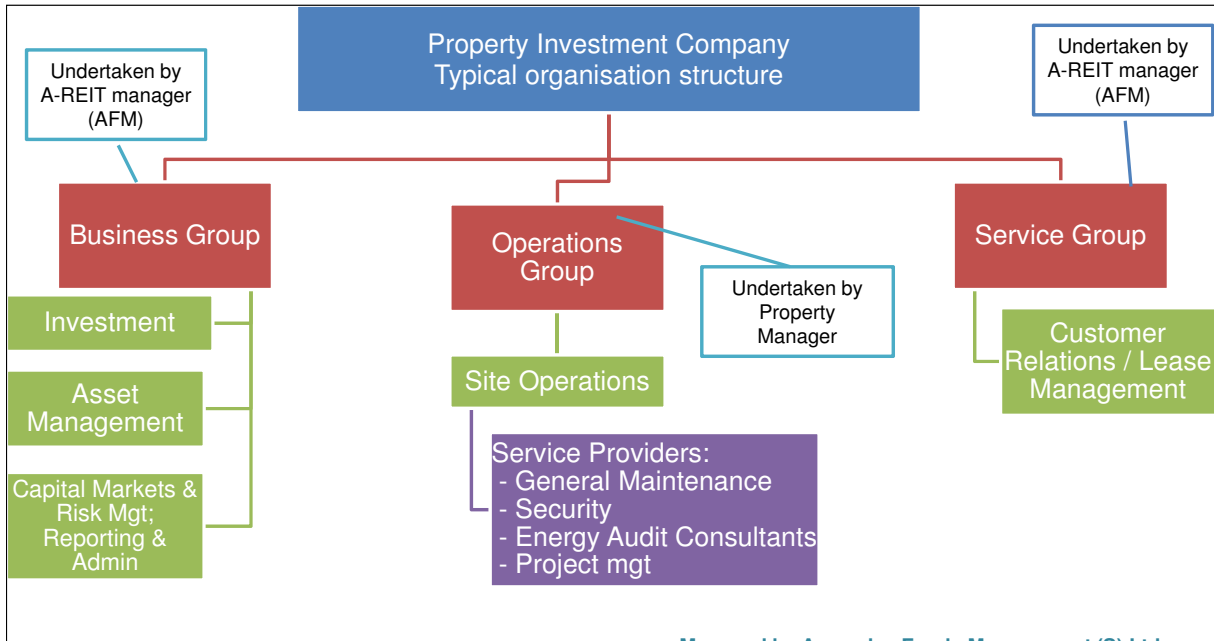 Property Investment Company
Typical organisation structure
Undertaken by
A-REIT manager
(AFM)
Undertaken by
A-REIT manager
(AFM)
Business Group
Operations
Group
Service Group
Undertaken by
Property
Manager
Investment
Asset
Management
Capital Markets &
Risk Mgt;
Reporting &
Admin
Site Operations
Service Providers:
- General Maintenance
- Security
- Energy Audit Consultants
- Project mgt
Customer
Relations / Lease
Management